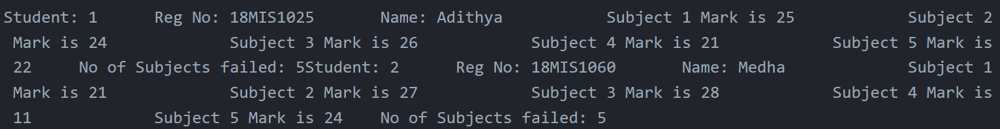 Student: 1      Reg No: 18MIS1025       Name: Adithya           Subject 1 Mark is 25            Subject 2
 Mark is 24             Subject 3 Mark is 26            Subject 4 Mark is 21            Subject 5 Mark is
 22     No of Subjects failed: 5Student: 2      Reg No: 18MIS1060       Name: Medha             Subject 1
 Mark is 21             Subject 2 Mark is 27            Subject 3 Mark is 28            Subject 4 Mark is
 11             Subject 5 Mark is 24    No of Subjects failed: 5